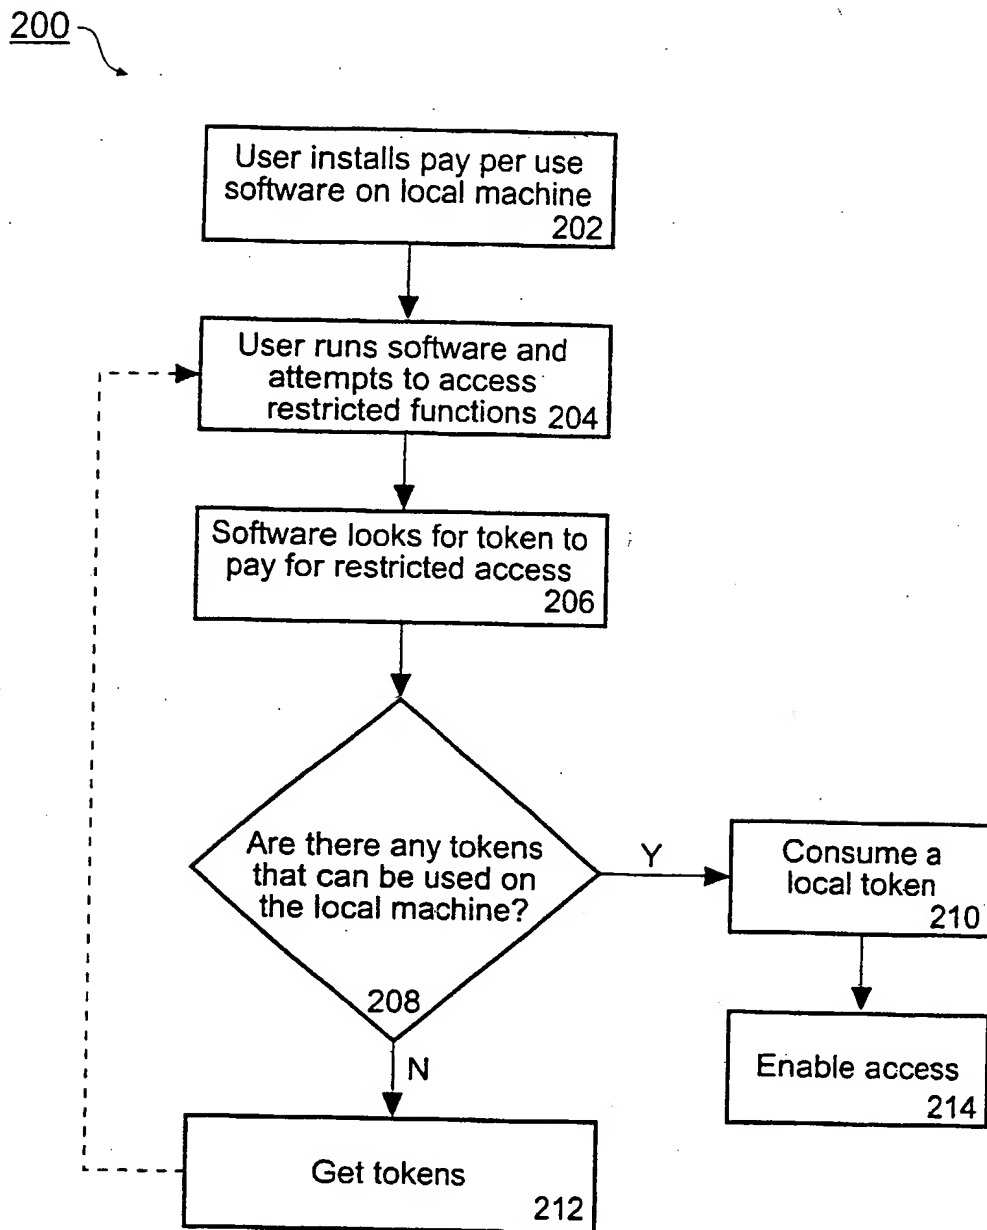 200
User installs pay per use
software on local machine
202
User runs software and
attempts to access
restricted functions 204
Software looks for token to
pay for restricted access
206
Are there any tokens
that can be used on
the local machine?
208
Y
Consume a
local token
210
N
Enable access
214
Get tokens
212